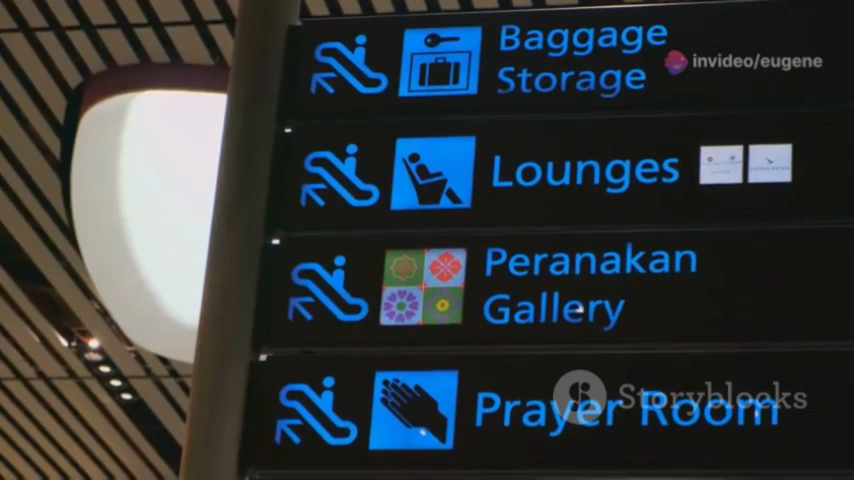 Baggage
Storage
invideo/eugene
Lounges
Peranakan
Gallery
Prayer Room
Storyblocks